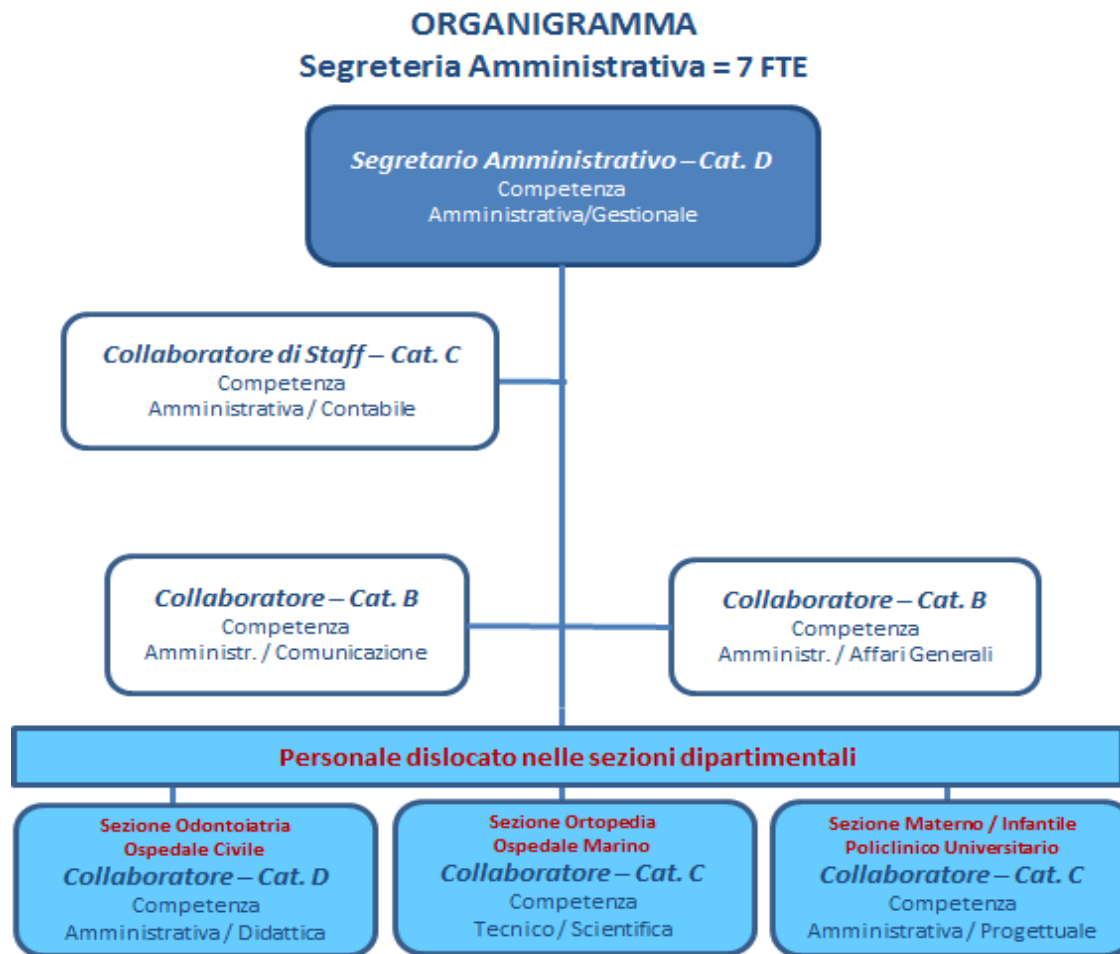 ORGANIGRAMMA
Segreteria Amministrativa = 7 FTE
Segretario Amministrativo – Cat. D
Competenza
Amministrativa/Gestionale
Collaboratore di Staff – Cat. C
Competenza
Amministrativa / Contabile
Collaboratore – Cat. B
Competenza
Amministr. / Comunicazione
Collaboratore – Cat. B
Competenza
Amministr. / Affari Generali
Personale dislocato nelle sezioni dipartimentali
Sezione Odontoiatria
Ospedale Civile
Collaboratore – Cat. D
Competenza
Amministrativa / Didattica
Sezione Ortopedia
Ospedale Marino
Collaboratore – Cat. C
Competenza
Tecnico / Scientifica
Sezione Materno / Infantile
Policlinico Universitario
Collaboratore – Cat. C
Competenza
Amministrativa / Progettuale